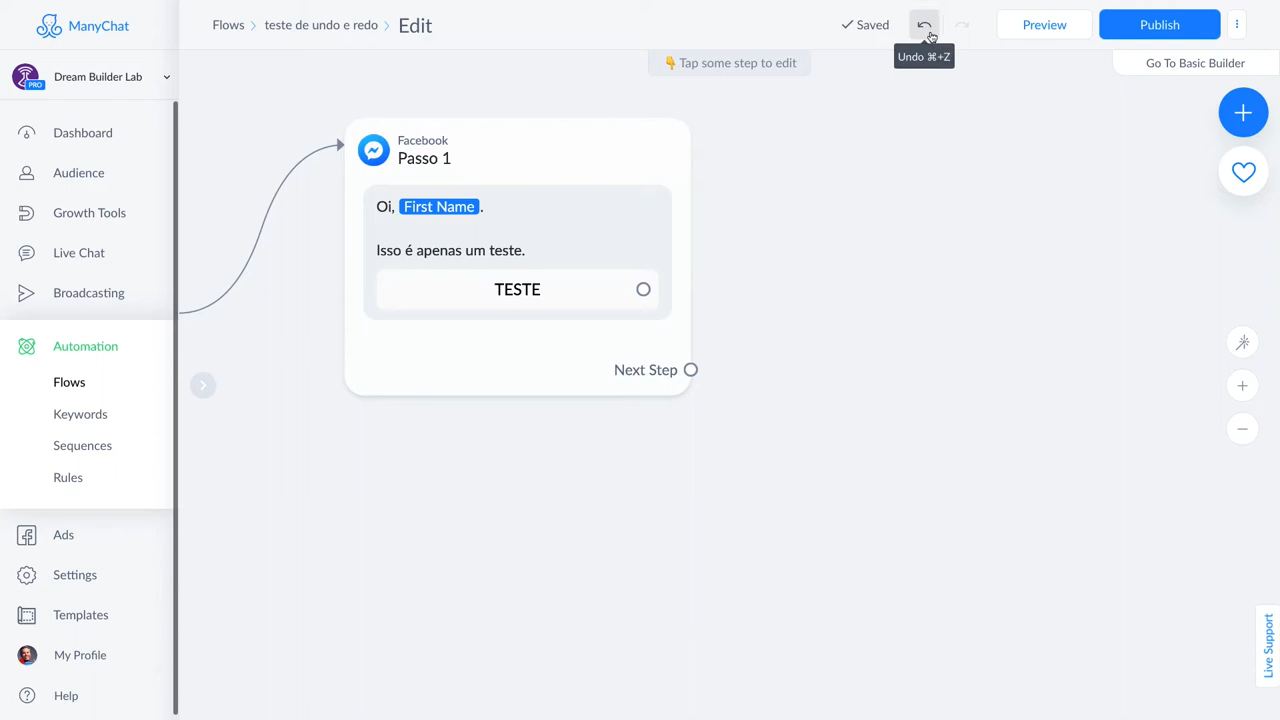 ManyChat
Flows > teste de undo e redo > Edit
Saved
Preview
Publish
Undo ⌘+Z
Dream Builder Lab
PRO
👇Tap some step to edit
Go To Basic Builder
Dashboard
Audience
Growth Tools
Live Chat
Broadcasting
Automation
Flows
Keywords
Sequences
Rules
Ads
Settings
Templates
My Profile
Help
Facebook
Passo 1
Oi, First Name.
Isso é apenas um teste.
TESTE
Next Step
Live Support